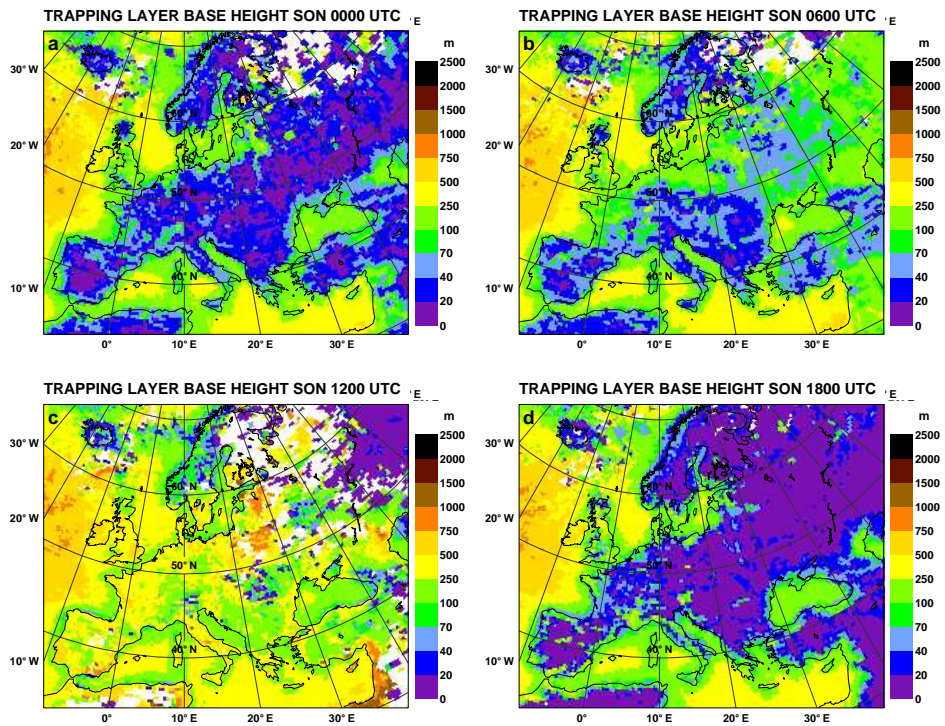 TRAPPING LAYER BASE HEIGHT SON 0000 UTC
E
a
m
2500
2000
1500
1000
750
500
250
100
70
40
20
0
30° W
20° W
10° W
60° N
50° N
40° N
0°
10° E
20° E
30° E
TRAPPING LAYER BASE HEIGHT SON 0600 UTC
E
b
m
2500
2000
1500
1000
750
500
250
100
70
40
20
0
30° W
20° W
10° W
60° N
50° N
40° N
0°
10° E
20° E
30° E
TRAPPING LAYER BASE HEIGHT SON 1200 UTC
E
c
m
2500
2000
1500
1000
750
500
250
100
70
40
20
0
30° W
20° W
10° W
60° N
50° N
40° N
0°
10° E
20° E
30° E
TRAPPING LAYER BASE HEIGHT SON 1800 UTC
E
d
m
2500
2000
1500
1000
750
500
250
100
70
40
20
0
30° W
20° W
10° W
60° N
50° N
40° N
0°
10° E
20° E
30° E